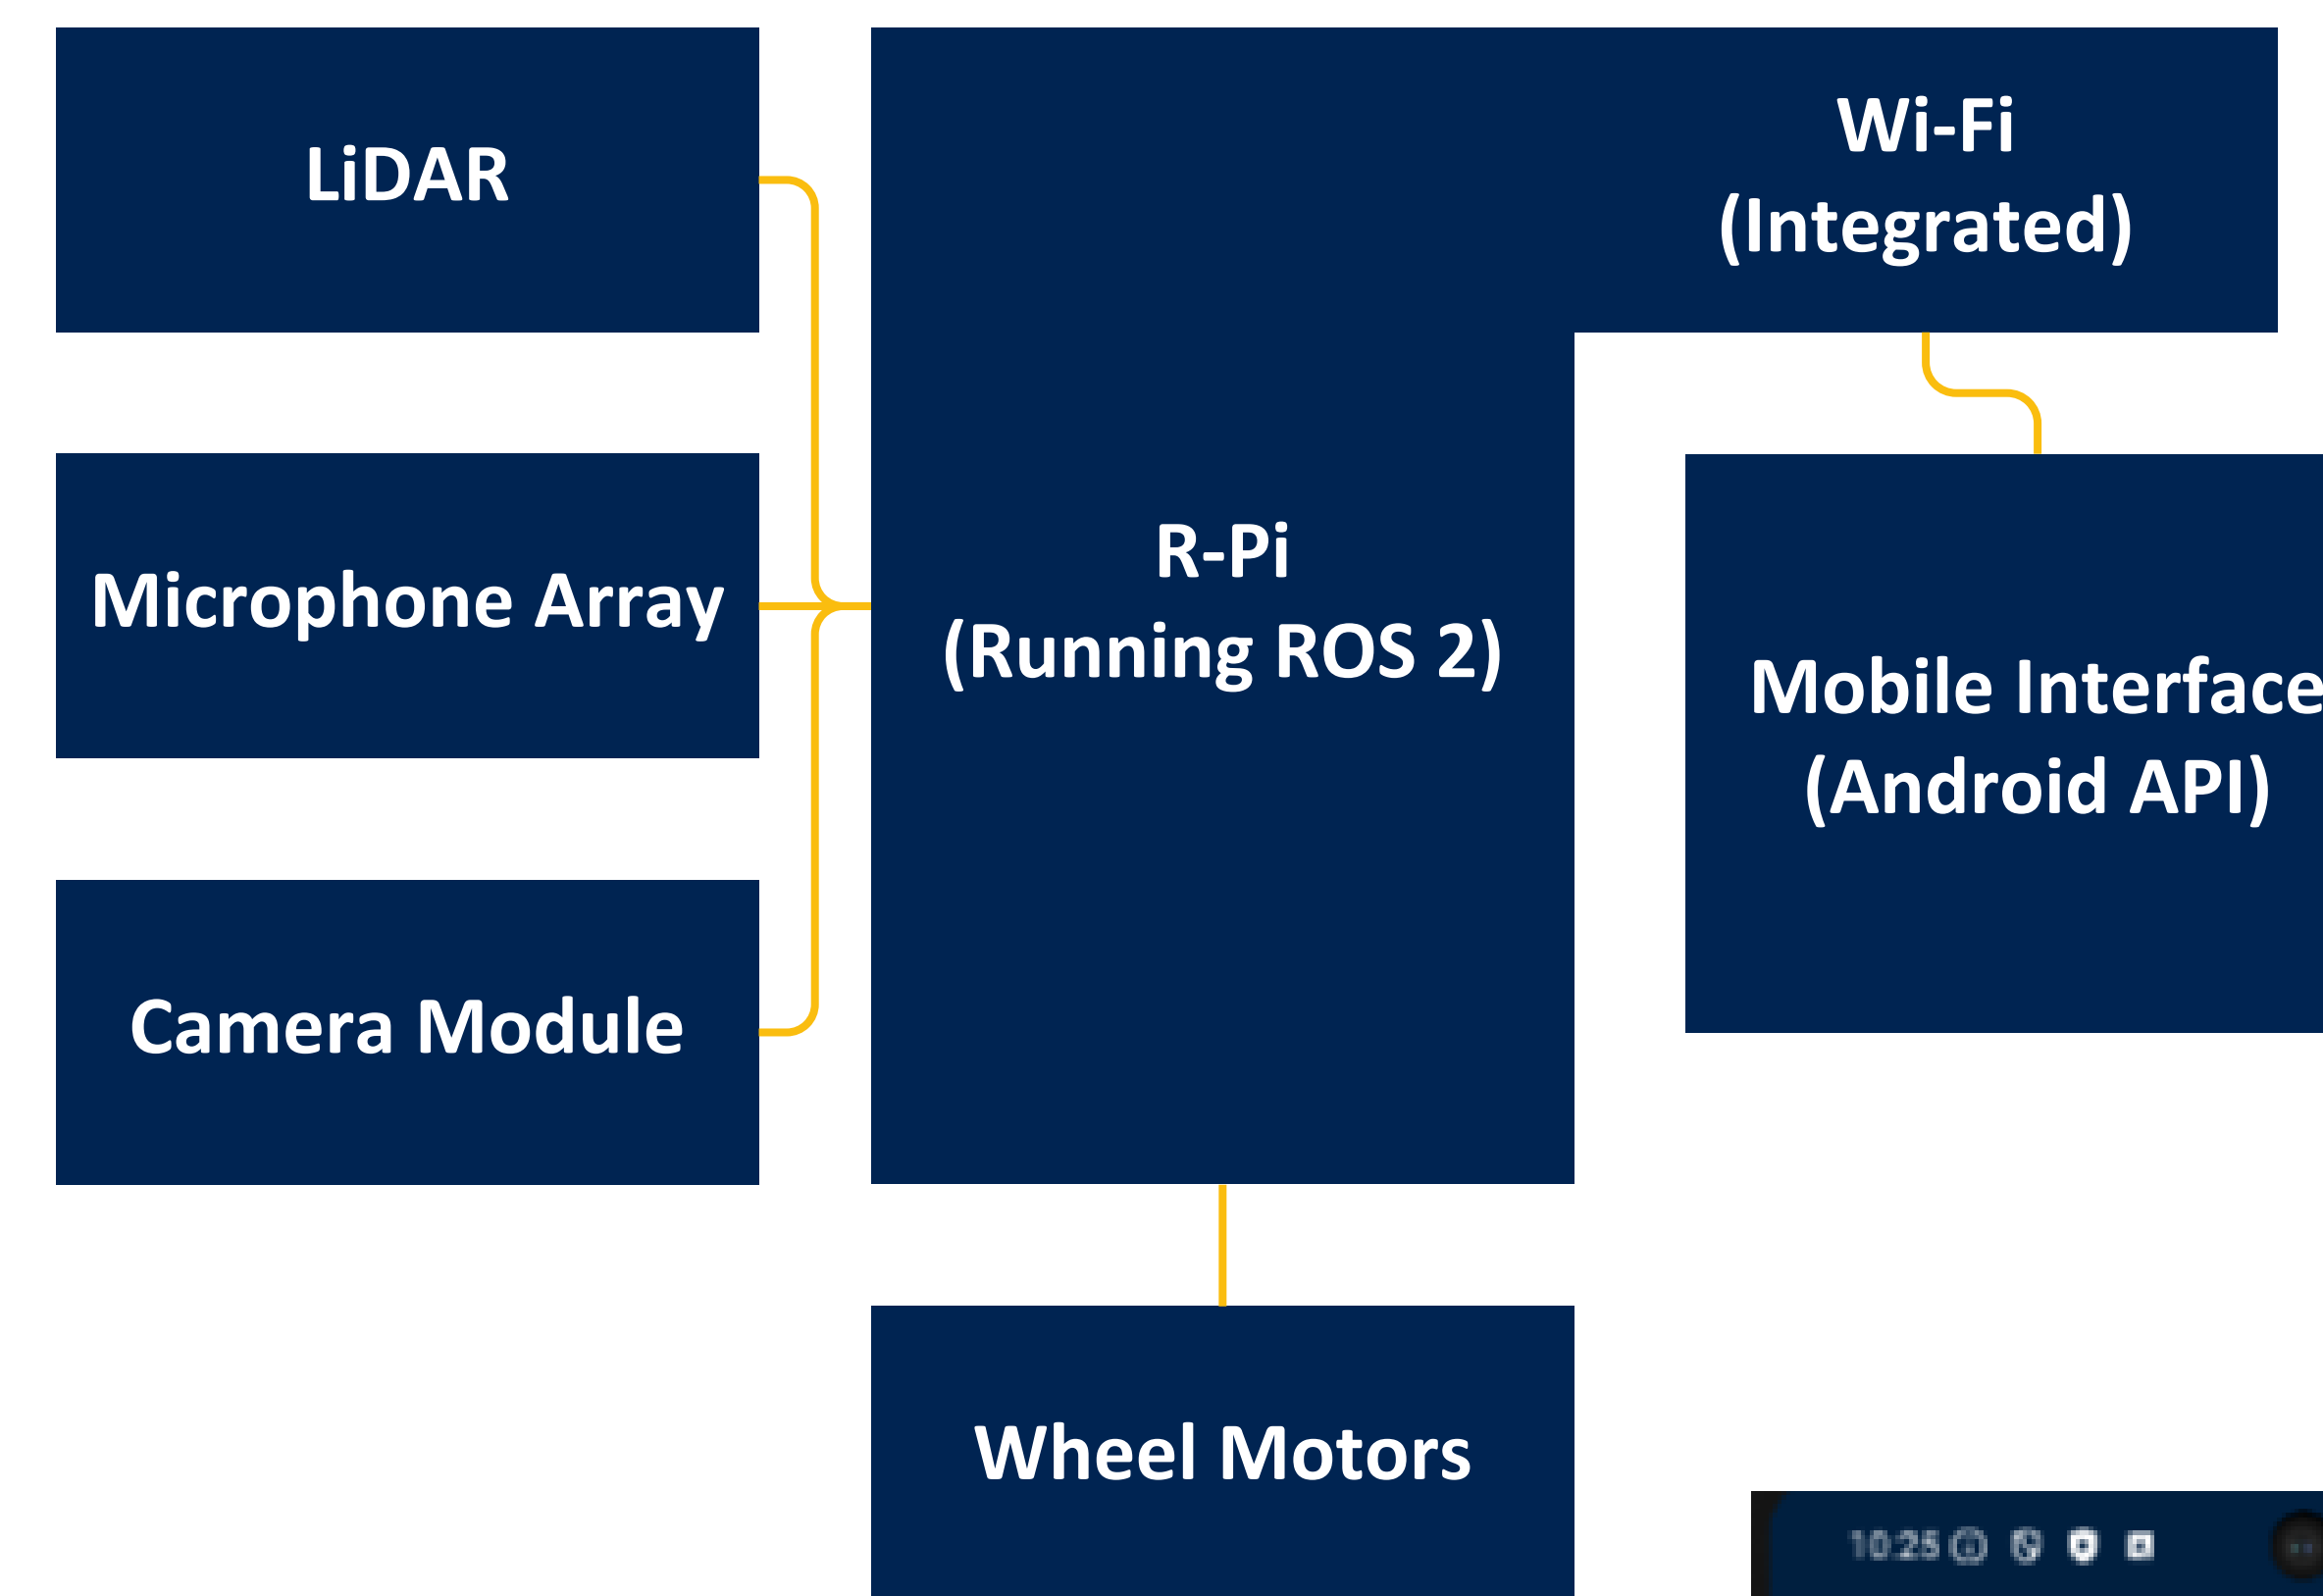 LiDAR
Microphone Array
Camera Module
R-Pi
(Running ROS 2)
Wi-Fi
(Integrated)
Mobile Interface
(Android API)
Wheel Motors
10:25